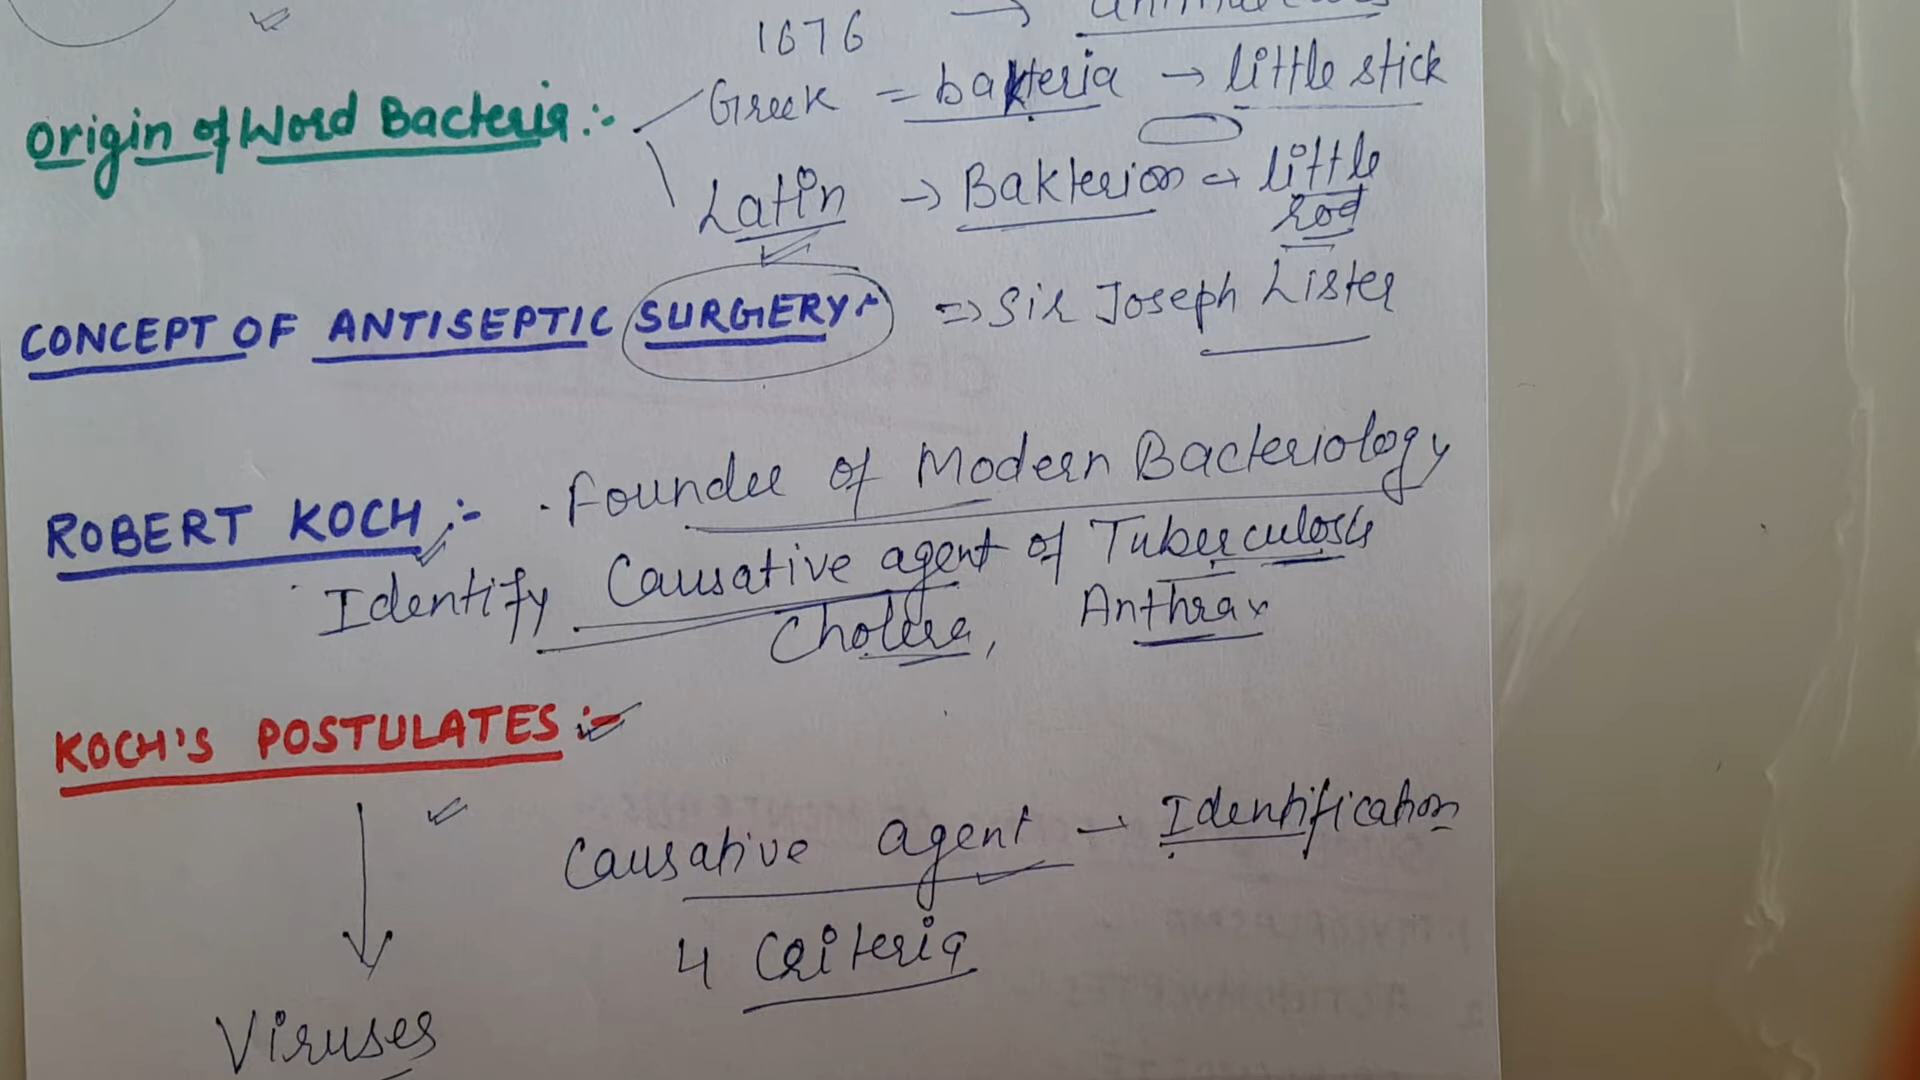 1676 →
Origin of Word Bacteria :- Greek = bakteria → little stick
Latin → Bakterion → little
rod
CONCEPT OF ANTISEPTIC SURGERY:- ⇒ Sir Joseph Lister
ROBERT KOCH :- · Founder of Modern Bacteriology
Identify Causative agent of Tuberculosis
Cholera, Anthrax
KOCH'S POSTULATES :-
Causative agent → Identification
4 Criteria
Viruses